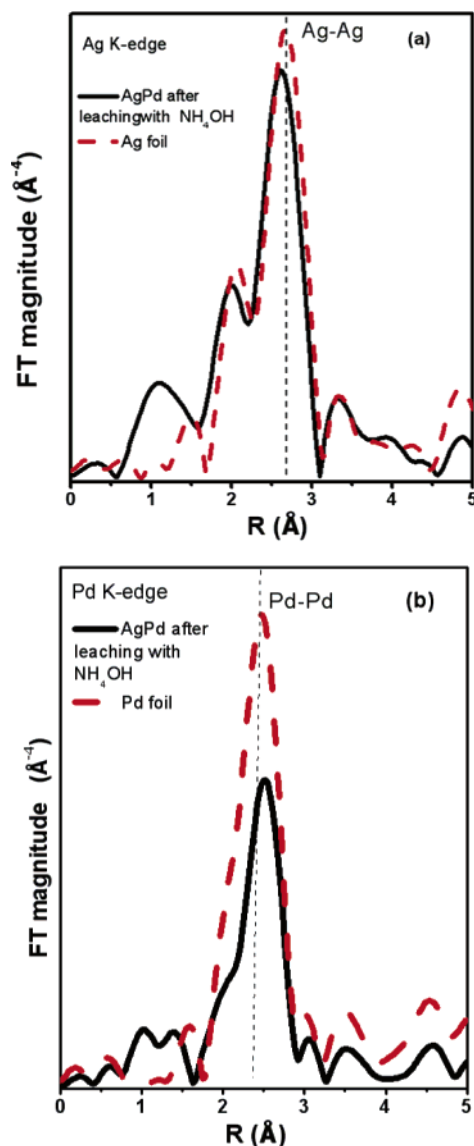 Ag K-edge
Ag-Ag
(a)
AgPd after
leachingwith NH4OH
Ag foil
FT magnitude (Å-4)
0 1 2 3 4 5
R (Å)
Pd K-edge
Pd-Pd
(b)
AgPd after
leaching with
NH4OH
Pd foil
FT magnitude (Å-4)
0 1 2 3 4 5
R (Å)